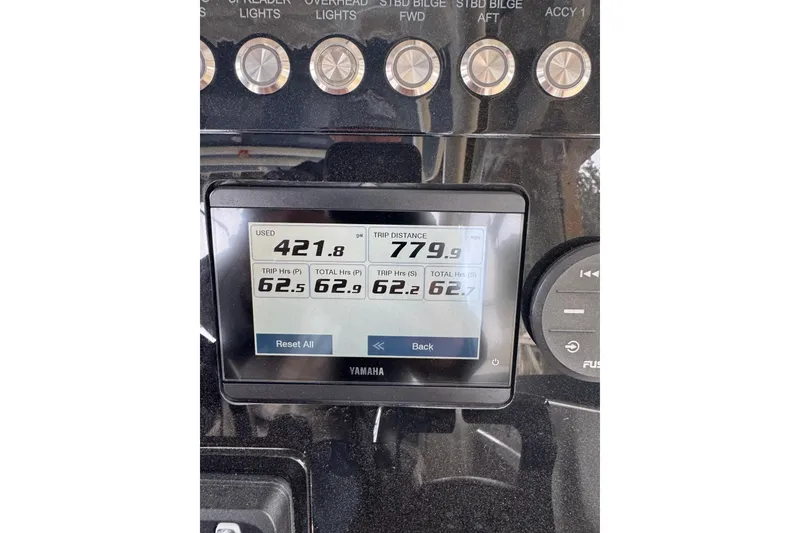 S
SPREADER
LIGHTS
OVERHEAD
LIGHTS
STBD BILGE
FWD
STBD BILGE
AFT
ACCY 1
USED
gal
421.8
TRIP DISTANCE
779.9
TRIP Hrs (P)
62.5
TOTAL Hrs (P)
62.9
TRIP Hrs (S)
62.2
TOTAL Hrs (S)
62.7
Reset All
Back
YAMAHA
FUS